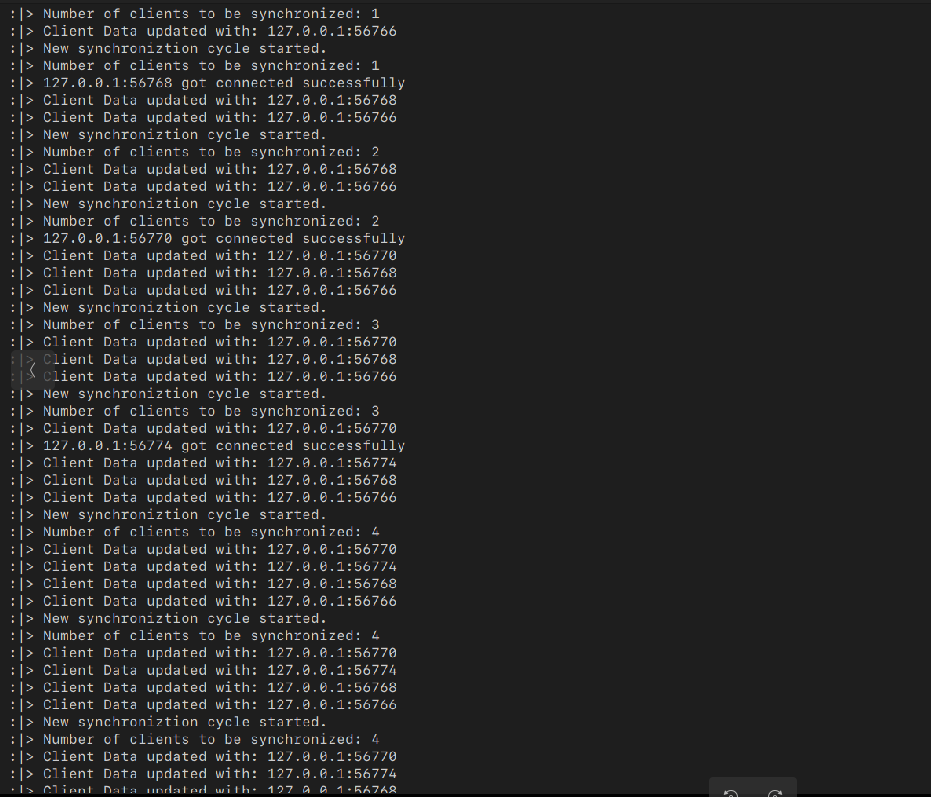 :|> Number of clients to be synchronized: 1
:|> Client Data updated with: 127.0.0.1:56766
:|> New synchroniztion cycle started.
:|> Number of clients to be synchronized: 1
:|> 127.0.0.1:56768 got connected successfully
:|> Client Data updated with: 127.0.0.1:56768
:|> Client Data updated with: 127.0.0.1:56766
:|> New synchroniztion cycle started.
:|> Number of clients to be synchronized: 2
:|> Client Data updated with: 127.0.0.1:56768
:|> Client Data updated with: 127.0.0.1:56766
:|> New synchroniztion cycle started.
:|> Number of clients to be synchronized: 2
:|> 127.0.0.1:56770 got connected successfully
:|> Client Data updated with: 127.0.0.1:56770
:|> Client Data updated with: 127.0.0.1:56768
:|> Client Data updated with: 127.0.0.1:56766
:|> New synchroniztion cycle started.
:|> Number of clients to be synchronized: 3
:|> Client Data updated with: 127.0.0.1:56770
:|> Client Data updated with: 127.0.0.1:56768
:|> Client Data updated with: 127.0.0.1:56766
:|> New synchroniztion cycle started.
:|> Number of clients to be synchronized: 3
:|> Client Data updated with: 127.0.0.1:56770
:|> 127.0.0.1:56774 got connected successfully
:|> Client Data updated with: 127.0.0.1:56774
:|> Client Data updated with: 127.0.0.1:56768
:|> Client Data updated with: 127.0.0.1:56766
:|> New synchroniztion cycle started.
:|> Number of clients to be synchronized: 4
:|> Client Data updated with: 127.0.0.1:56770
:|> Client Data updated with: 127.0.0.1:56774
:|> Client Data updated with: 127.0.0.1:56768
:|> Client Data updated with: 127.0.0.1:56766
:|> New synchroniztion cycle started.
:|> Number of clients to be synchronized: 4
:|> Client Data updated with: 127.0.0.1:56770
:|> Client Data updated with: 127.0.0.1:56774
:|> Client Data updated with: 127.0.0.1:56768
:|> Client Data updated with: 127.0.0.1:56766
:|> New synchroniztion cycle started.
:|> Number of clients to be synchronized: 4
:|> Client Data updated with: 127.0.0.1:56770
:|> Client Data updated with: 127.0.0.1:56774
:|> Client Data updated with: 127.0.0.1:56768